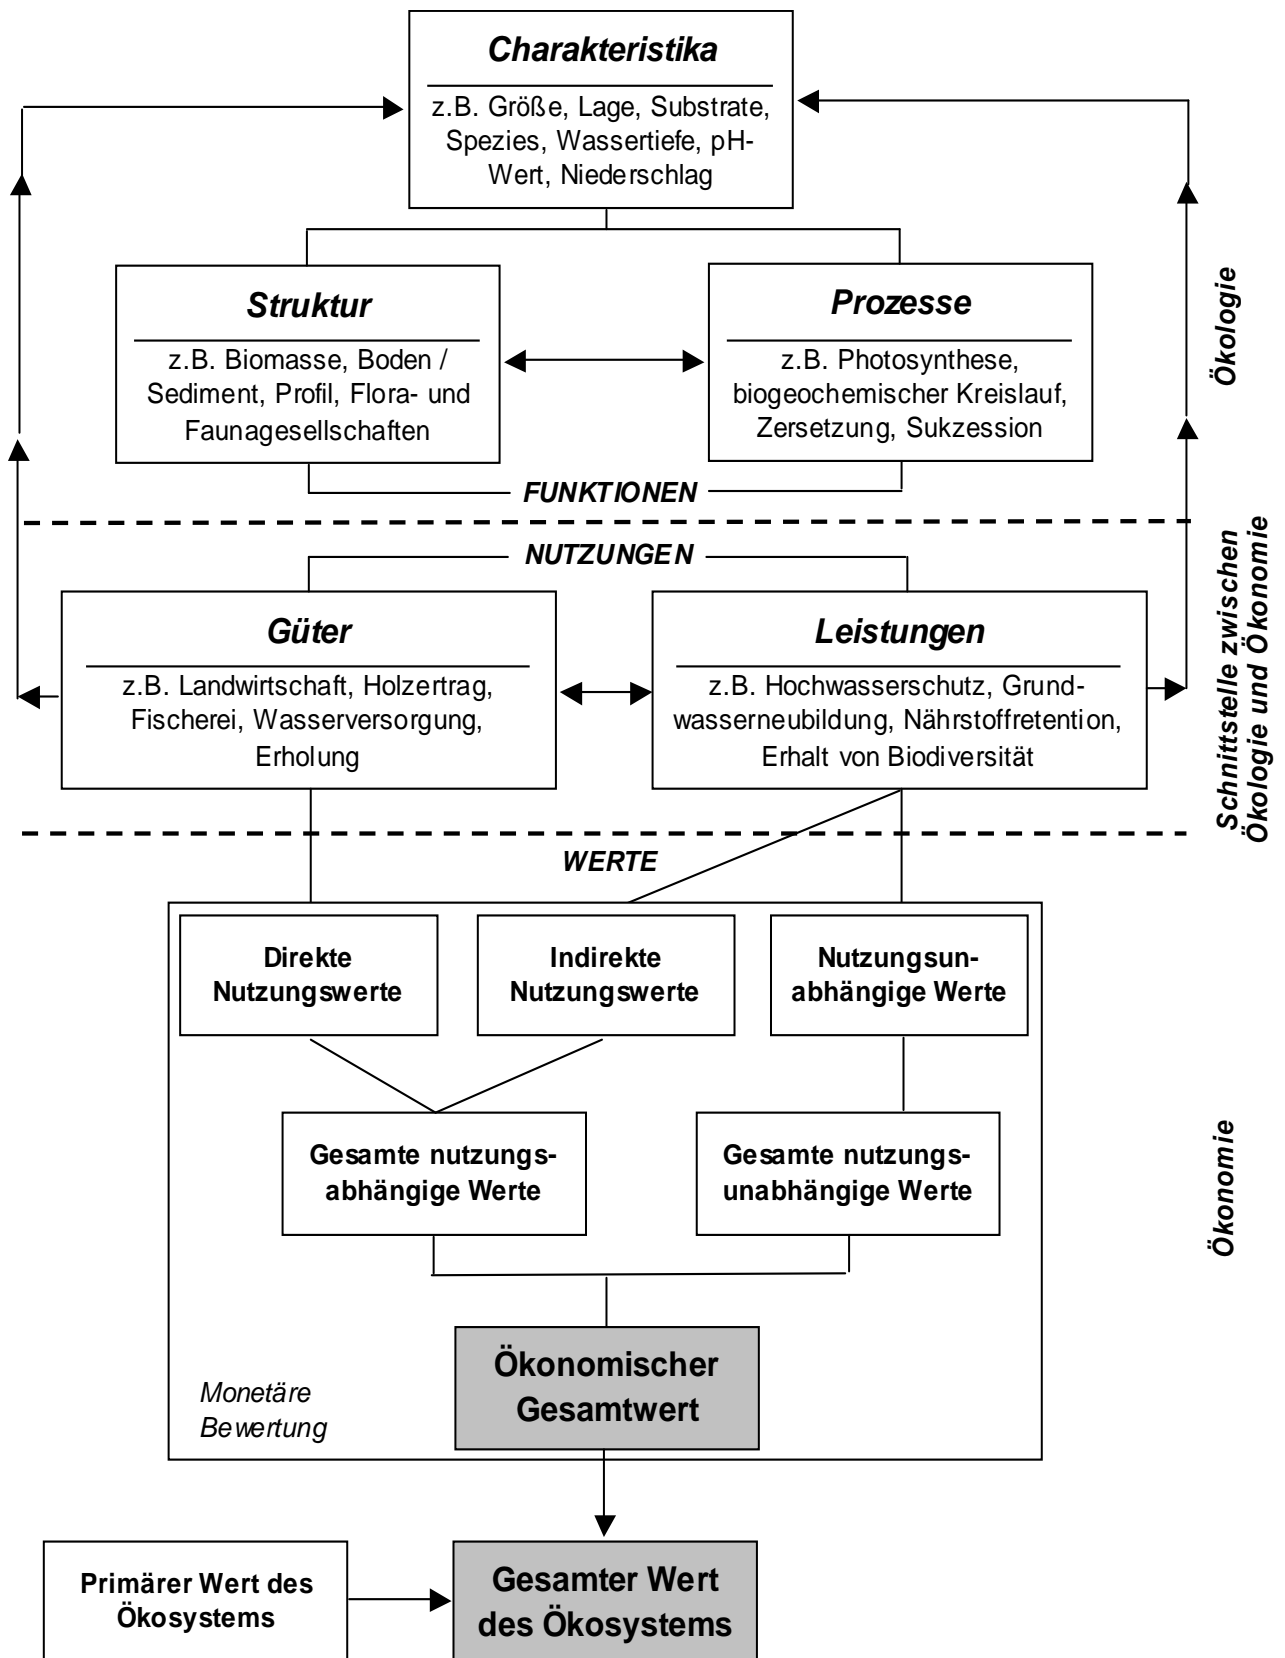 Charakteristika
z.B. Größe, Lage, Substrate,
Spezies, Wassertiefe, pH-
Wert, Niederschlag
Struktur
z.B. Biomasse, Boden /
Sediment, Profil, Flora- und
Faunagesellschaften
Prozesse
z.B. Photosynthese,
biogeochemischer Kreislauf,
Zersetzung, Sukzession
Ökologie
FUNKTIONEN
NUTZUNGEN
Güter
z.B. Landwirtschaft, Holzertrag,
Fischerei, Wasserversorgung,
Erholung
Leistungen
z.B. Hochwasserschutz, Grund-
wasserneubildung, Nährstoffretention,
Erhalt von Biodiversität
Schnittstelle zwischen
Ökologie und Ökonomie
WERTE
Direkte
Nutzungswerte
Indirekte
Nutzungswerte
Nutzungsun-
abhängige Werte
Gesamte nutzungs-
abhängige Werte
Gesamte nutzungs-
unabhängige Werte
Ökonomie
Ökonomischer
Gesamtwert
Monetäre
Bewertung
Primärer Wert des
Ökosystems
Gesamter Wert
des Ökosystems